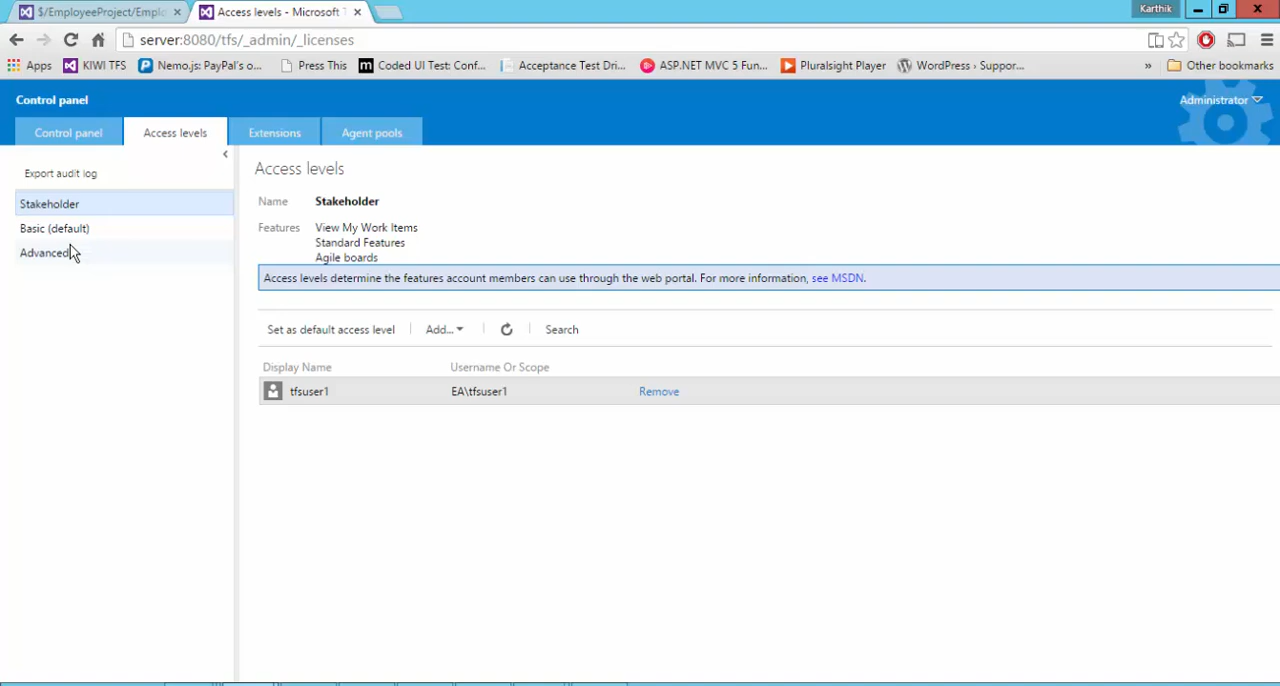 $/EmployeeProject/Emplo
Access levels - Microsoft T
Karthik
server:8080/tfs/_admin/_licenses
Apps
KIWI TFS
Nemo.js: PayPal's o...
Press This
Coded UI Test: Conf...
Acceptance Test Dri...
ASP.NET MVC 5 Fun...
Pluralsight Player
WordPress › Suppor...
»
Other bookmarks
Control panel
Administrator
Control panel
Access levels
Extensions
Agent pools
Export audit log
Stakeholder
Basic (default)
Advanced
Access levels
Name Stakeholder
Features View My Work Items
Standard Features
Agile boards
Access levels determine the features account members can use through the web portal. For more information, see MSDN.
Set as default access level | Add... | | Search
Display Name Username Or Scope
tfsuser1 EA\tfsuser1 Remove